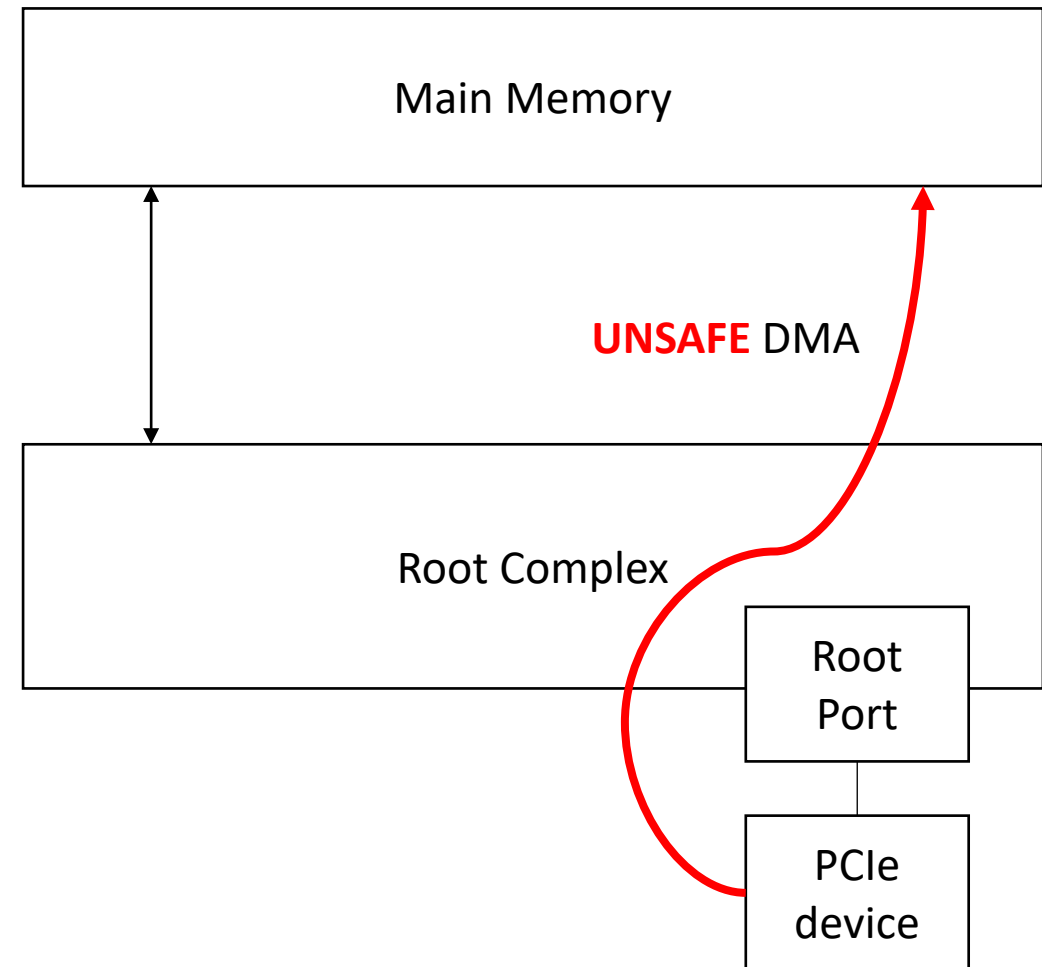 Main Memory
UNSAFE DMA
Root Complex
Root
Port
PCIe
device